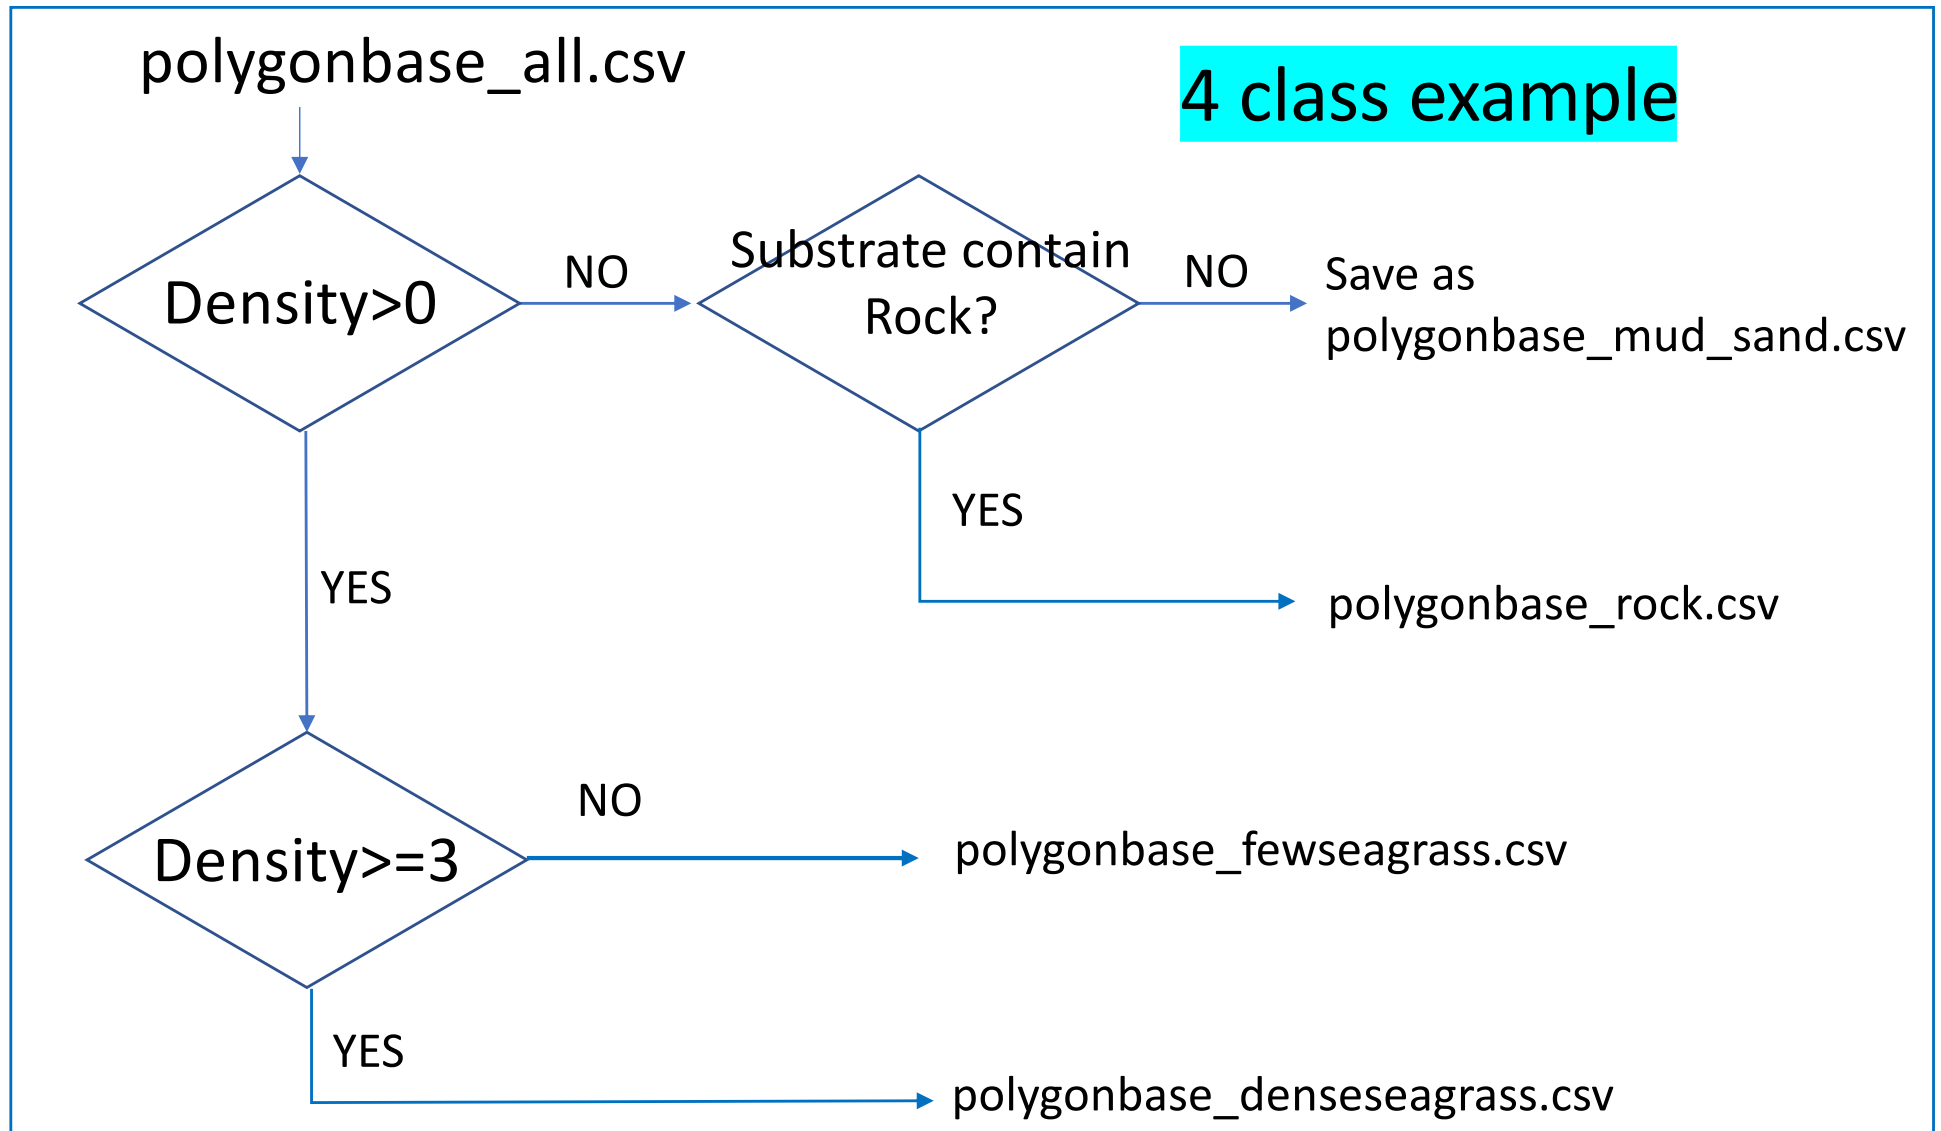 polygonbase_all.csv
4 class example
Density>0
NO
Substrate contain
Rock?
NO
Save as
polygonbase_mud_sand.csv
YES
polygonbase_rock.csv
YES
Density>=3
NO
polygonbase_fewseagrass.csv
YES
polygonbase_denseseagrass.csv